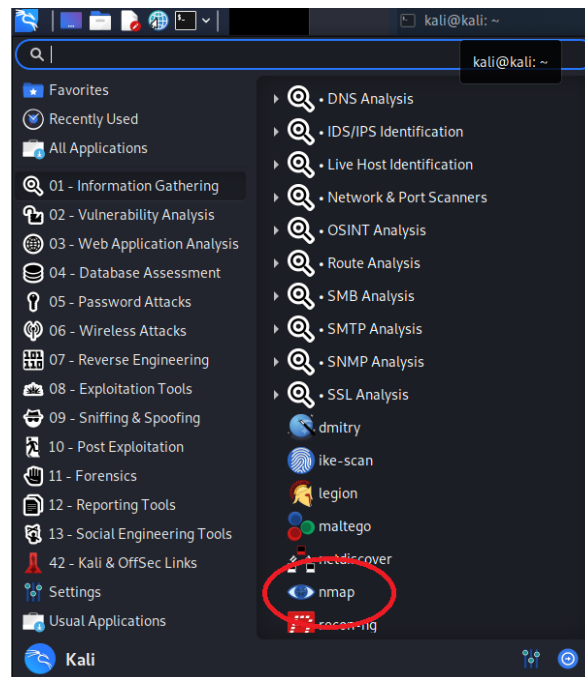 kali@kali: ~
kali@kali: ~
Favorites
Recently Used
All Applications
01 - Information Gathering
02 - Vulnerability Analysis
03 - Web Application Analysis
04 - Database Assessment
05 - Password Attacks
06 - Wireless Attacks
07 - Reverse Engineering
08 - Exploitation Tools
09 - Sniffing & Spoofing
10 - Post Exploitation
11 - Forensics
12 - Reporting Tools
13 - Social Engineering Tools
42 - Kali & OffSec Links
Settings
Usual Applications
• DNS Analysis
• IDS/IPS Identification
• Live Host Identification
• Network & Port Scanners
• OSINT Analysis
• Route Analysis
• SMB Analysis
• SMTP Analysis
• SNMP Analysis
• SSL Analysis
dmitry
ike-scan
legion
maltego
netdiscover
nmap
recon-ng
Kali